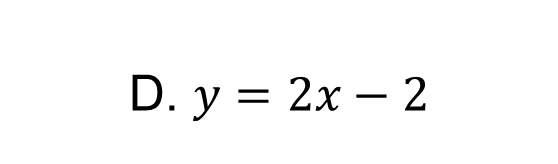 D. y = 2x − 2